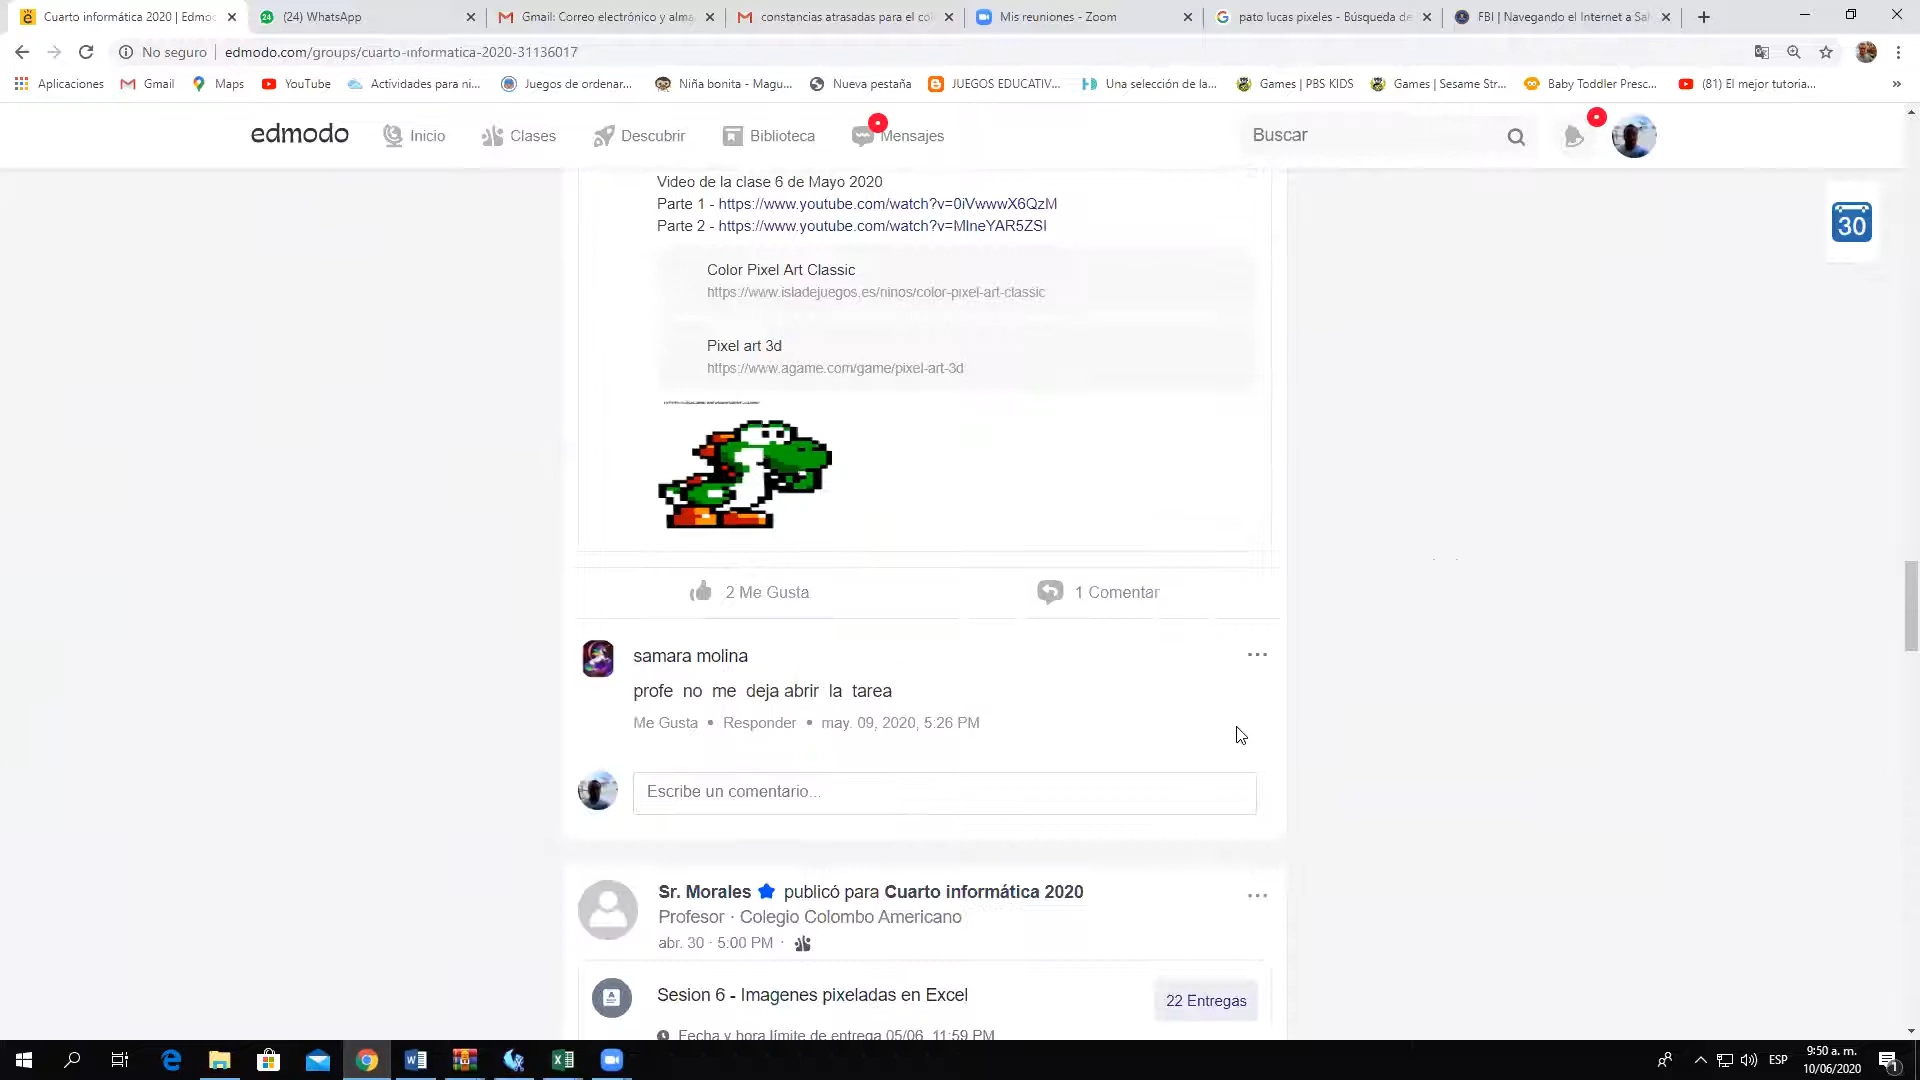 Cuarto informática 2020 | Edmo
(24) WhatsApp
Gmail: Correo electrónico y alma
constancias atrasadas para el co
Mis reuniones - Zoom
pato lucas pixeles - Búsqueda de
FBI | Navegando el Internet a Sal
No seguro
edmodo.com/groups/cuarto-informatica-2020-31136017
Aplicaciones
Gmail
Maps
YouTube
Actividades para ni...
Juegos de ordenar...
Niña bonita - Magu...
Nueva pestaña
JUEGOS EDUCATIV...
Una selección de la...
Games | PBS KIDS
Games | Sesame Str...
Baby Toddler Presc...
(81) El mejor tutoria...
»
edmodo
Inicio
Clases
Descubrir
Biblioteca
Mensajes
Buscar
30
Video de la clase 6 de Mayo 2020
Parte 1 - https://www.youtube.com/watch?v=0iVwwwX6QzM
Parte 2 - https://www.youtube.com/watch?v=MIneYAR5ZSI
Color Pixel Art Classic
https://www.isladejuegos.es/ninos/color-pixel-art-classic
Pixel art 3d
https://www.agame.com/game/pixel-art-3d
2 Me Gusta
1 Comentar
samara molina
profe no me deja abrir la tarea
Me Gusta • Responder • may. 09, 2020, 5:26 PM
Escribe un comentario...
Sr. Morales publicó para Cuarto informática 2020
Profesor · Colegio Colombo Americano
abr. 30 · 5:00 PM ·
Sesion 6 - Imagenes pixeladas en Excel
22 Entregas
Fecha y hora límite de entrega 05/06, 11:59 PM
ESP
9:50 a. m.
10/06/2020
1